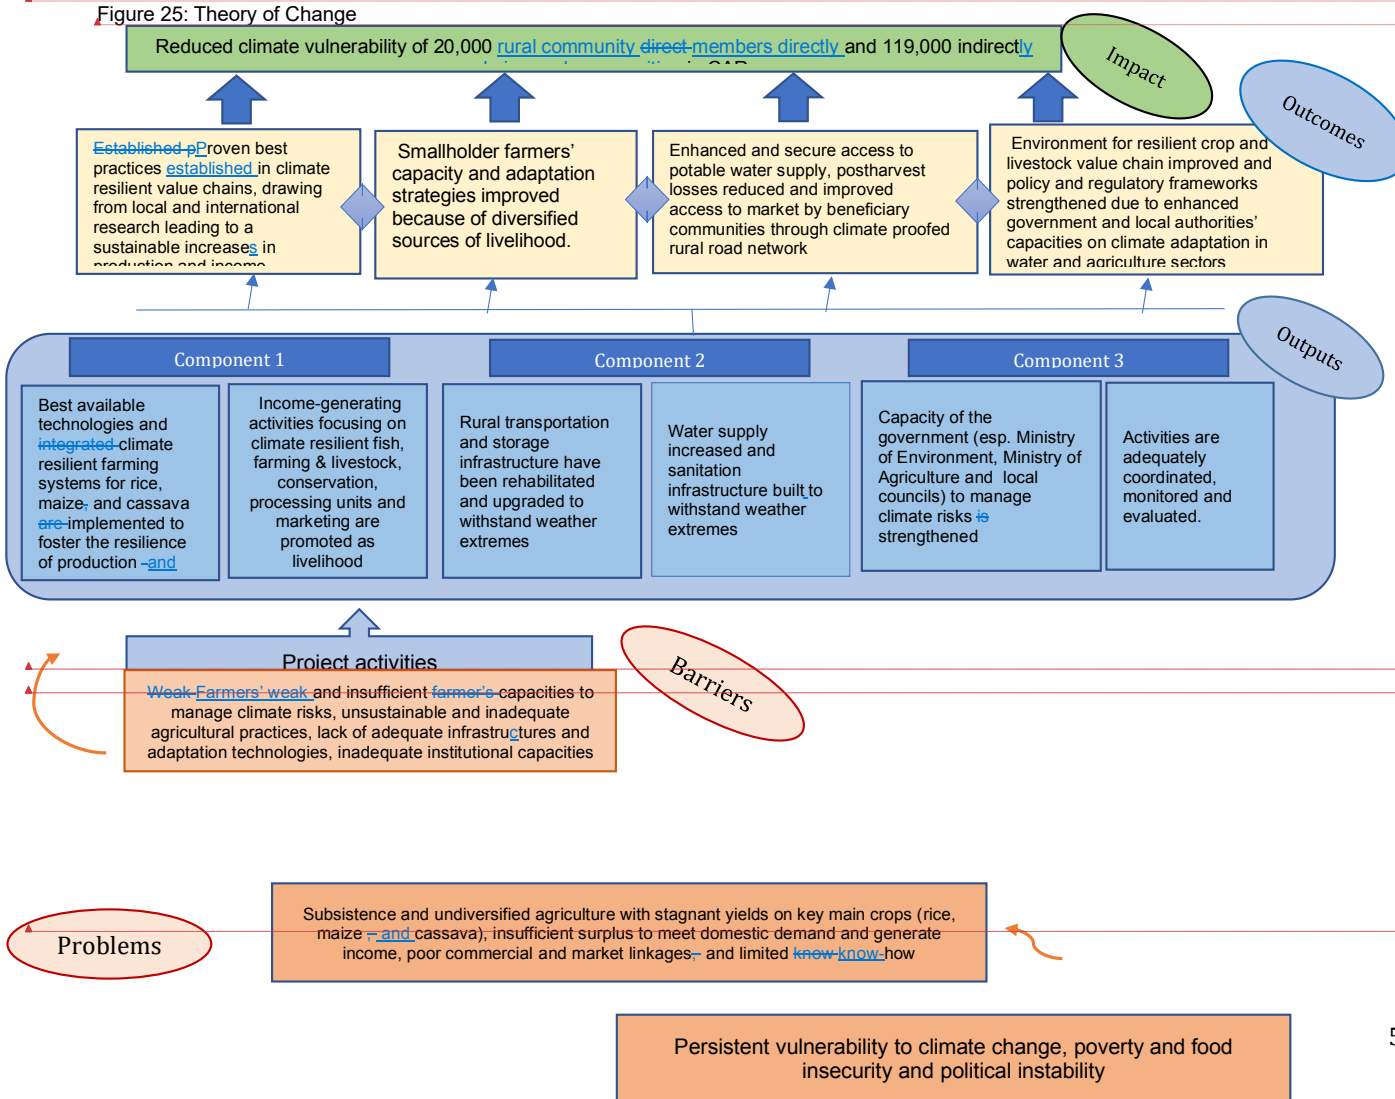 Figure 25: Theory of Change
Reduced climate vulnerability of 20,000 rural community direct members directly and 119,000 indirectly
Impact
Outcomes
Established pProven best
practices established in climate
resilient value chains, drawing
from local and international
research leading to a
sustainable increases in
production and income
Smallholder farmers'
capacity and adaptation
strategies improved
because of diversified
sources of livelihood.
Enhanced and secure access to
potable water supply, postharvest
losses reduced and improved
access to market by beneficiary
communities through climate proofed
rural road network
Environment for resilient crop and
livestock value chain improved and
policy and regulatory frameworks
strengthened due to enhanced
government and local authorities'
capacities on climate adaptation in
water and agriculture sectors
Outputs
Component 1
Component 2
Component 3
Best available
technologies and
integrated climate
resilient farming
systems for rice,
maize, and cassava
are implemented to
foster the resilience
of production and
Income-generating
activities focusing on
climate resilient fish,
farming & livestock,
conservation,
processing units and
marketing are
promoted as
livelihood
Rural transportation
and storage
infrastructure have
been rehabilitated
and upgraded to
withstand weather
extremes
Water supply
increased and
sanitation
infrastructure built to
withstand weather
extremes
Capacity of the
government (esp. Ministry
of Environment, Ministry of
Agriculture and local
councils) to manage
climate risks is
strengthened
Activities are
adequately
coordinated,
monitored and
evaluated.
Project activities
Barriers
Weak Farmers' weak and insufficient farmer's capacities to
manage climate risks, unsustainable and inadequate
agricultural practices, lack of adequate infrastructures and
adaptation technologies, inadequate institutional capacities
Problems
Subsistence and undiversified agriculture with stagnant yields on key main crops (rice,
maize , and cassava), insufficient surplus to meet domestic demand and generate
income, poor commercial and market linkages, and limited know know-how
Persistent vulnerability to climate change, poverty and food
insecurity and political instability
5